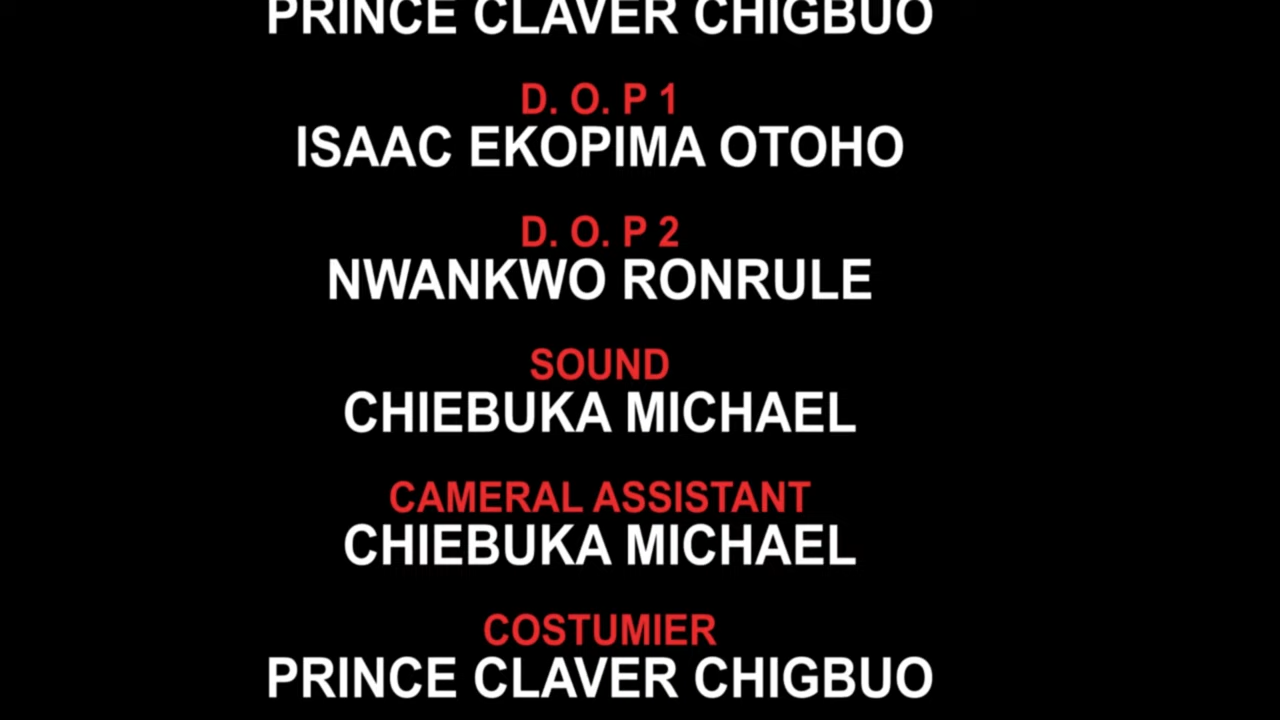 PRINCE CLAVER CHIGBUO
D. O. P 1
ISAAC EKOPIMA OTOHO
D. O. P 2
NWANKWO RONRULE
SOUND
CHIEBUKA MICHAEL
CAMERAL ASSISTANT
CHIEBUKA MICHAEL
COSTUMIER
PRINCE CLAVER CHIGBUO